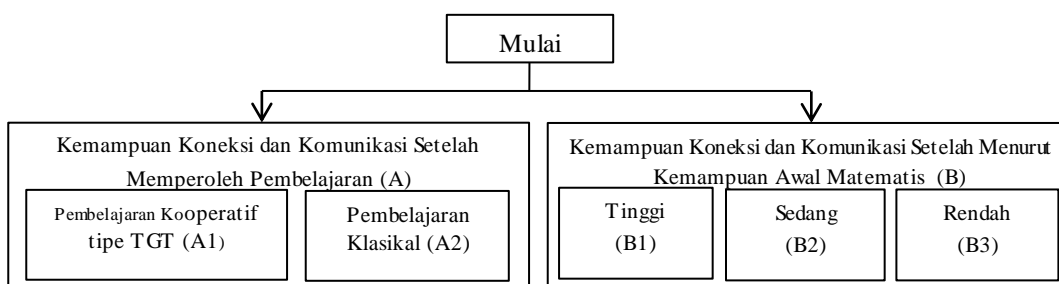 Mulai
Kemampuan Koneksi dan Komunikasi Setelah
Memperoleh Pembelajaran (A)
Pembelajaran Kooperatif
tipe TGT (A1)
Pembelajaran
Klasikal (A2)
Kemampuan Koneksi dan Komunikasi Setelah Menurut
Kemampuan Awal Matematis (B)
Tinggi
(B1)
Sedang
(B2)
Rendah
(B3)